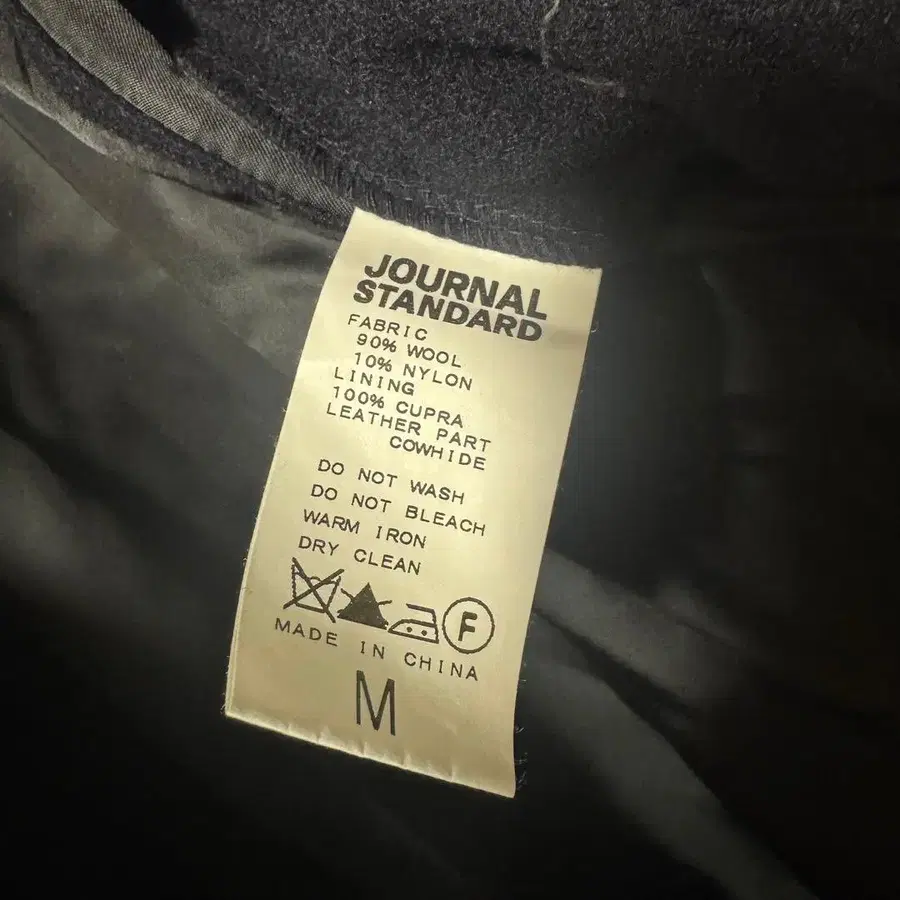 JOURNAL
STANDARD
FABRIC
90% WOOL
10% NYLON
LINING
100% CUPRA
LEATHER PART
COWHIDE
DO NOT WASH
DO NOT BLEACH
WARM IRON
DRY CLEAN
F
MADE IN CHINA
M